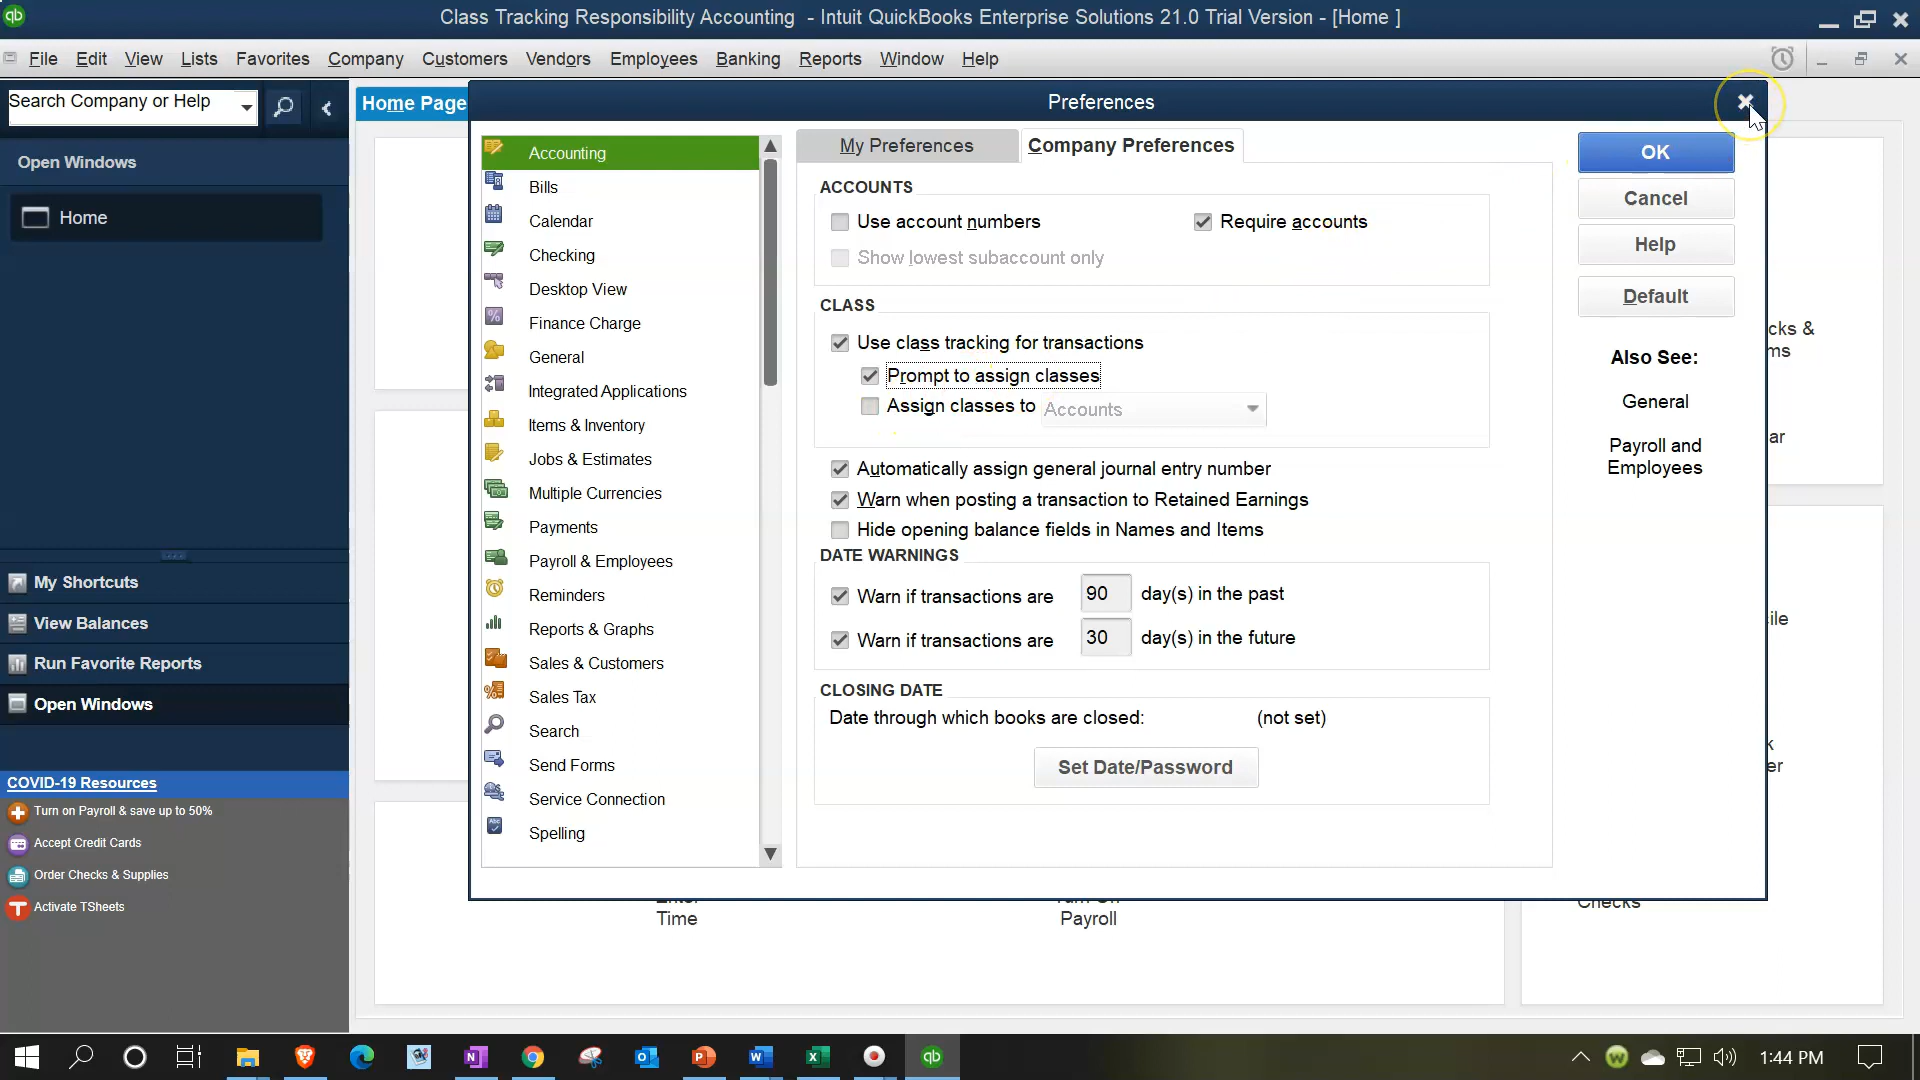 Class Tracking Responsibility Accounting - Intuit QuickBooks Enterprise Solutions 21.0 Trial Version - [Home ]
File Edit View Lists Favorites Company Customers Vendors Employees Banking Reports Window Help
Search Company or Help
Home Page
Open Windows
Home
My Shortcuts
View Balances
Run Favorite Reports
Open Windows
COVID-19 Resources
Turn on Payroll & save up to 50%
Accept Credit Cards
Order Checks & Supplies
Activate TSheets
Preferences
Accounting
Bills
Calendar
Checking
Desktop View
Finance Charge
General
Integrated Applications
Items & Inventory
Jobs & Estimates
Multiple Currencies
Payments
Payroll & Employees
Reminders
Reports & Graphs
Sales & Customers
Sales Tax
Search
Send Forms
Service Connection
Spelling
My Preferences
Company Preferences
ACCOUNTS
Use account numbers
Require accounts
Show lowest subaccount only
CLASS
Use class tracking for transactions
Prompt to assign classes
Assign classes to Accounts
Automatically assign general journal entry number
Warn when posting a transaction to Retained Earnings
Hide opening balance fields in Names and Items
DATE WARNINGS
Warn if transactions are 90 day(s) in the past
Warn if transactions are 30 day(s) in the future
CLOSING DATE
Date through which books are closed: (not set)
Set Date/Password
OK
Cancel
Help
Default
Also See:
General
Payroll and
Employees
Time
Payroll
Checks
1:44 PM